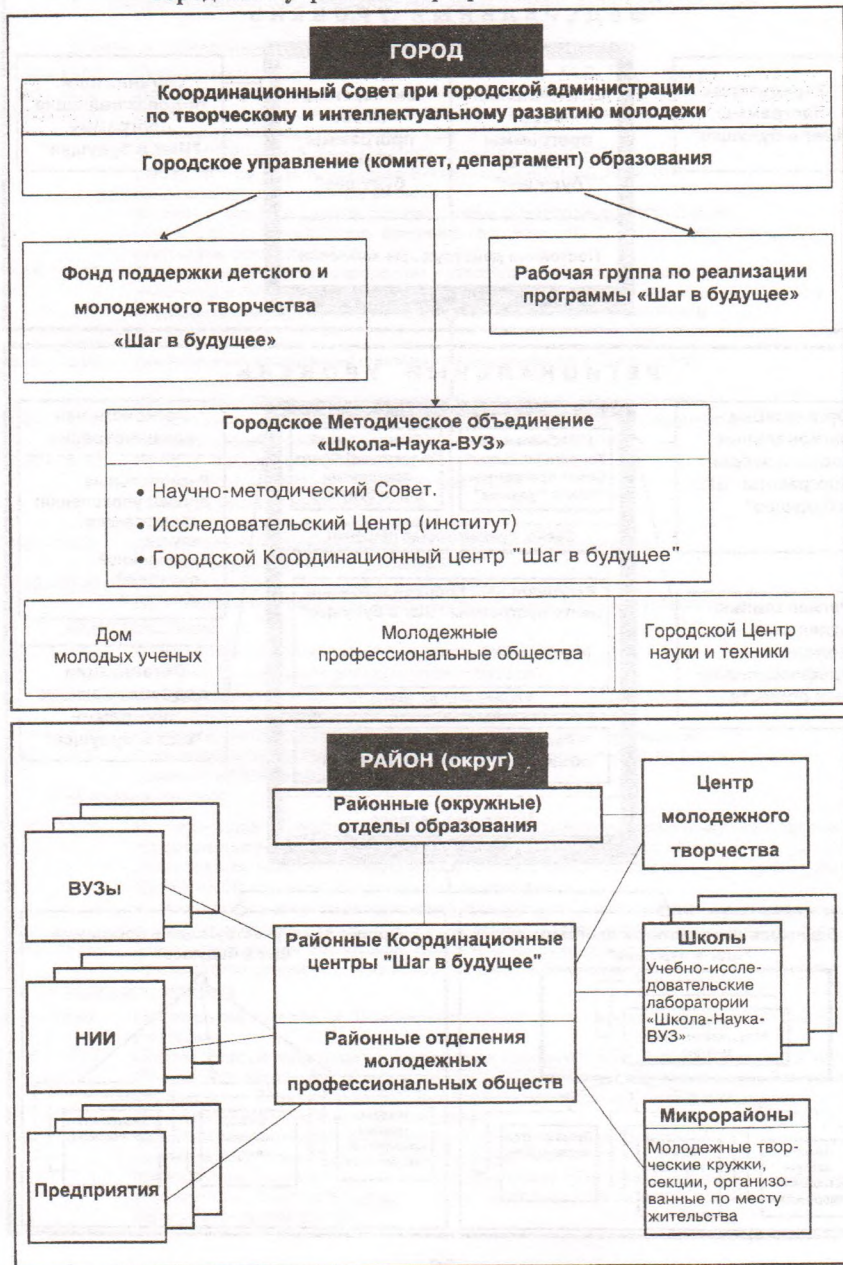 ГОРОД
Координационный Совет при городской администрации
по творческому и интеллектуальному развитию молодежи
Городское управление (комитет, департамент) образования
Фонд поддержки детского и
молодежного творчества
«Шаг в будущее»
Рабочая группа по реализации
программы «Шаг в будущее»
Городское Методическое объединение
«Школа-Наука-ВУЗ»
• Научно-методический Совет.
• Исследовательский Центр (институт)
• Городской Координационный центр "Шаг в будущее"
Дом
молодых ученых
Молодежные
профессиональные общества
Городской Центр
науки и техники
РАЙОН (округ)
Районные (окружные)
отделы образования
Центр
молодежного
творчества
ВУЗы
НИИ
Предприятия
Районные Координационные
центры "Шаг в будущее"
Районные отделения
молодежных
профессиональных обществ
Школы
Учебно-иссле-
довательские
лаборатории
«Школа-Наука-
ВУЗ»
Микрорайоны
Молодежные твор-
ческие кружки,
секции, организо-
ванные по месту
жительства